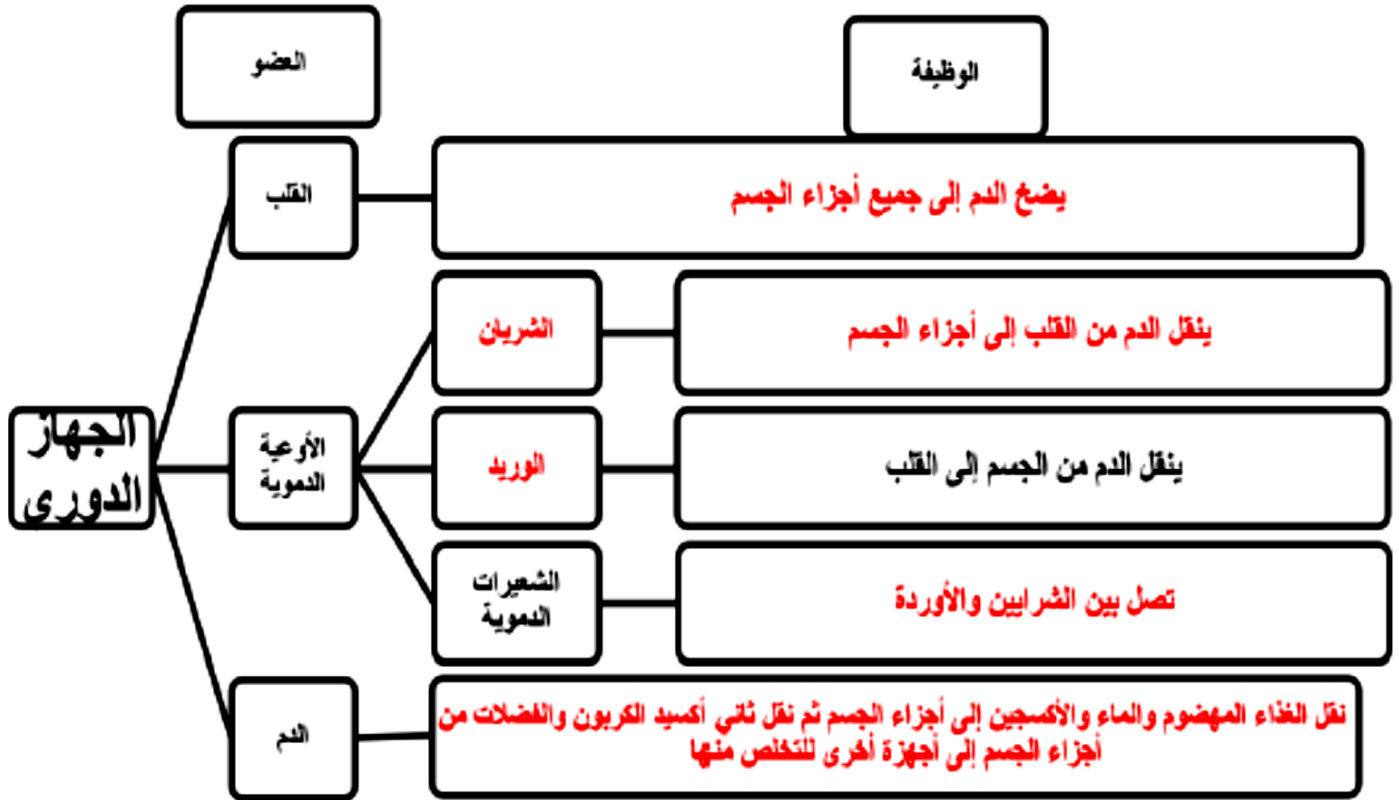 العضو
الوظيفة
القلب
يضخ الدم إلى جميع أجزاء الجسم
الشريان
ينقل الدم من القلب إلى أجزاء الجسم
الجهاز
الدوري
الأوعية
الدموية
الوريد
ينقل الدم من الجسم إلى القلب
الشعيرات
الدموية
تصل بين الشرايين والأوردة
الدم
نقل الغذاء المهضوم والماء والأكسجين إلى أجزاء الجسم ثم نقل ثاني أكسيد الكربون والفضلات من
أجزاء الجسم إلى أجهزة أخرى للتخلص منها